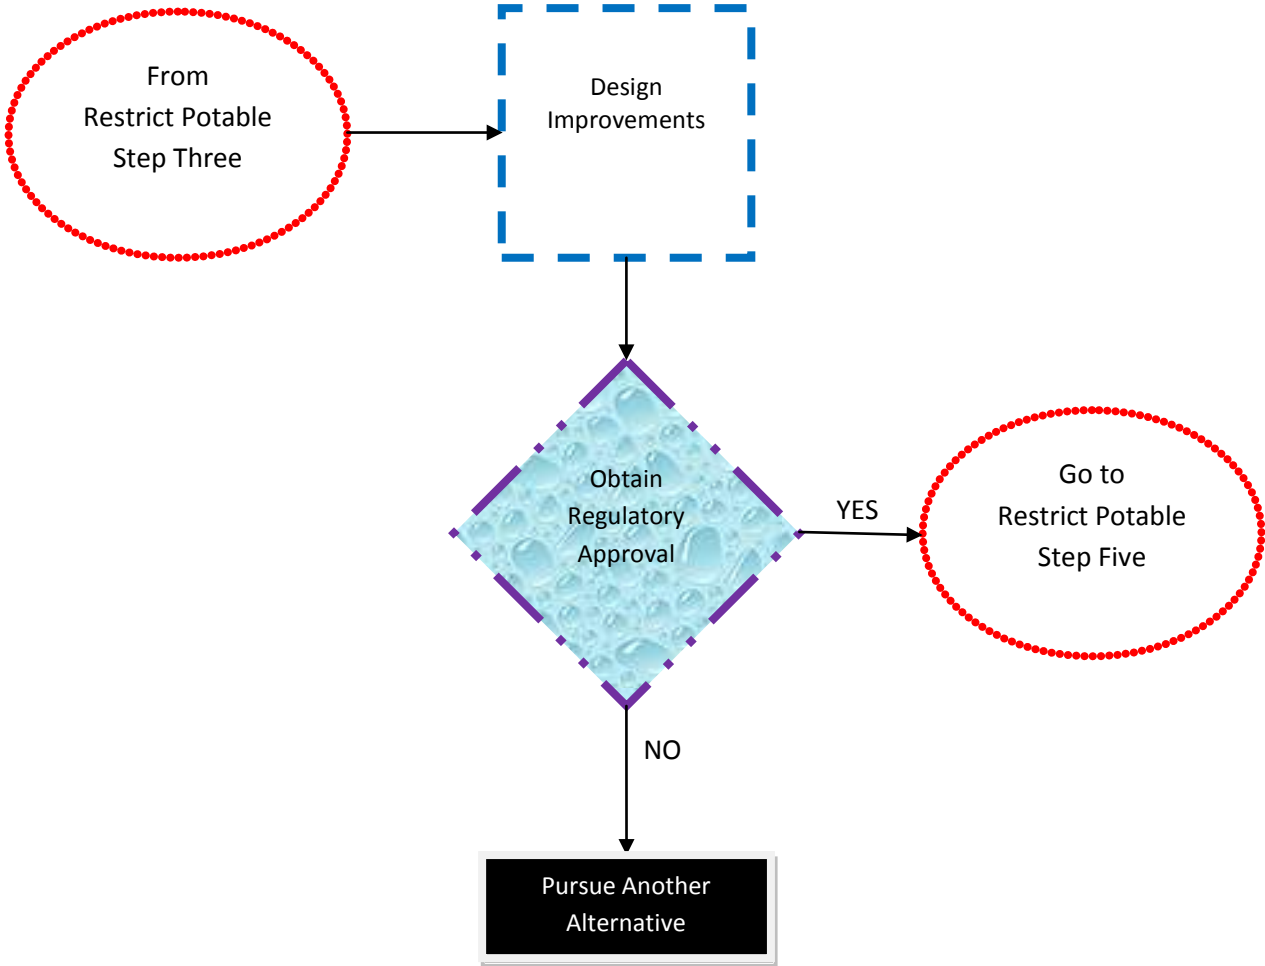 From
Restrict Potable
Step Three
Design
Improvements
Obtain
Regulatory
Approval
YES
Go to
Restrict Potable
Step Five
NO
Pursue Another
Alternative